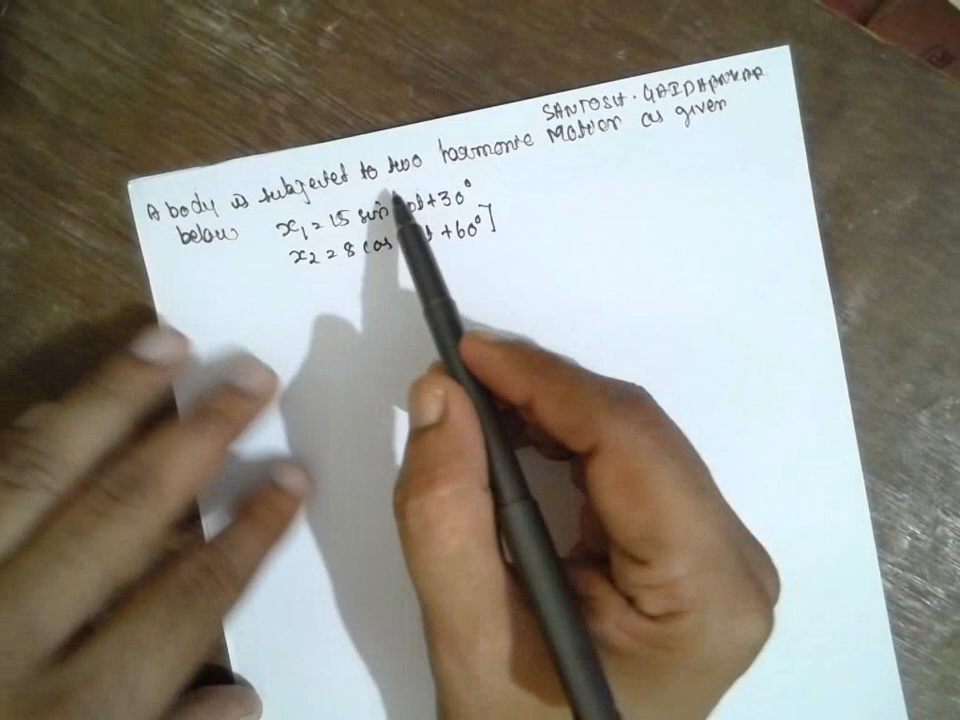 SANTOSH. GAIDHANKAR
A body is subjected to two harmonic Motion as given
below x₁ = 15 sin +30°
x₂ = 8 cos +60°]